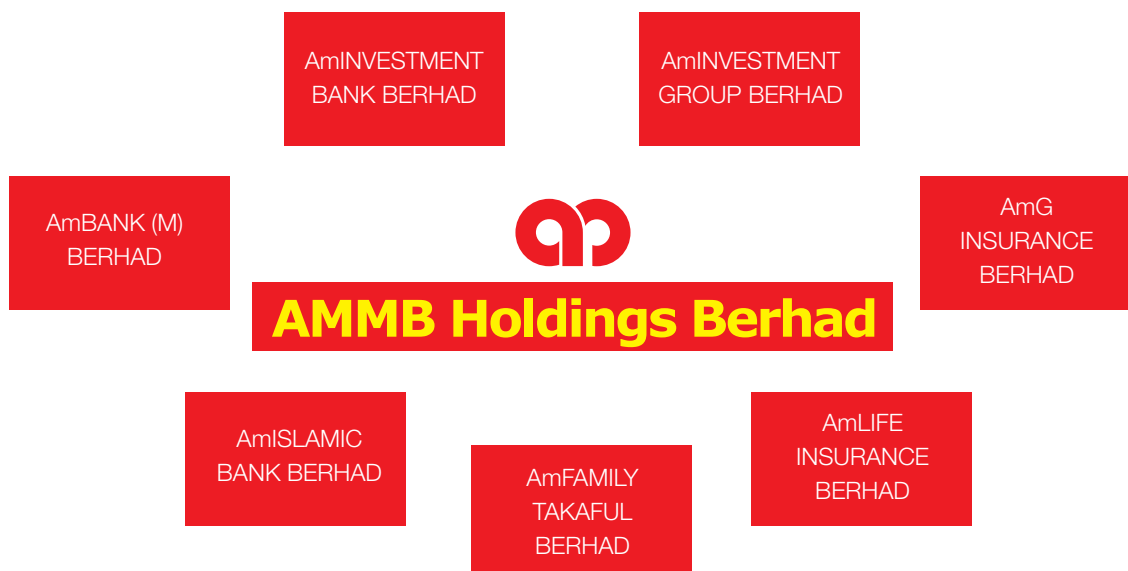 AmINVESTMENT
BANK BERHAD
AmINVESTMENT
GROUP BERHAD
AmBANK (M)
BERHAD
AmG
INSURANCE
BERHAD
AMMB Holdings Berhad
AmISLAMIC
BANK BERHAD
AmFAMILY
TAKAFUL
BERHAD
AmLIFE
INSURANCE
BERHAD